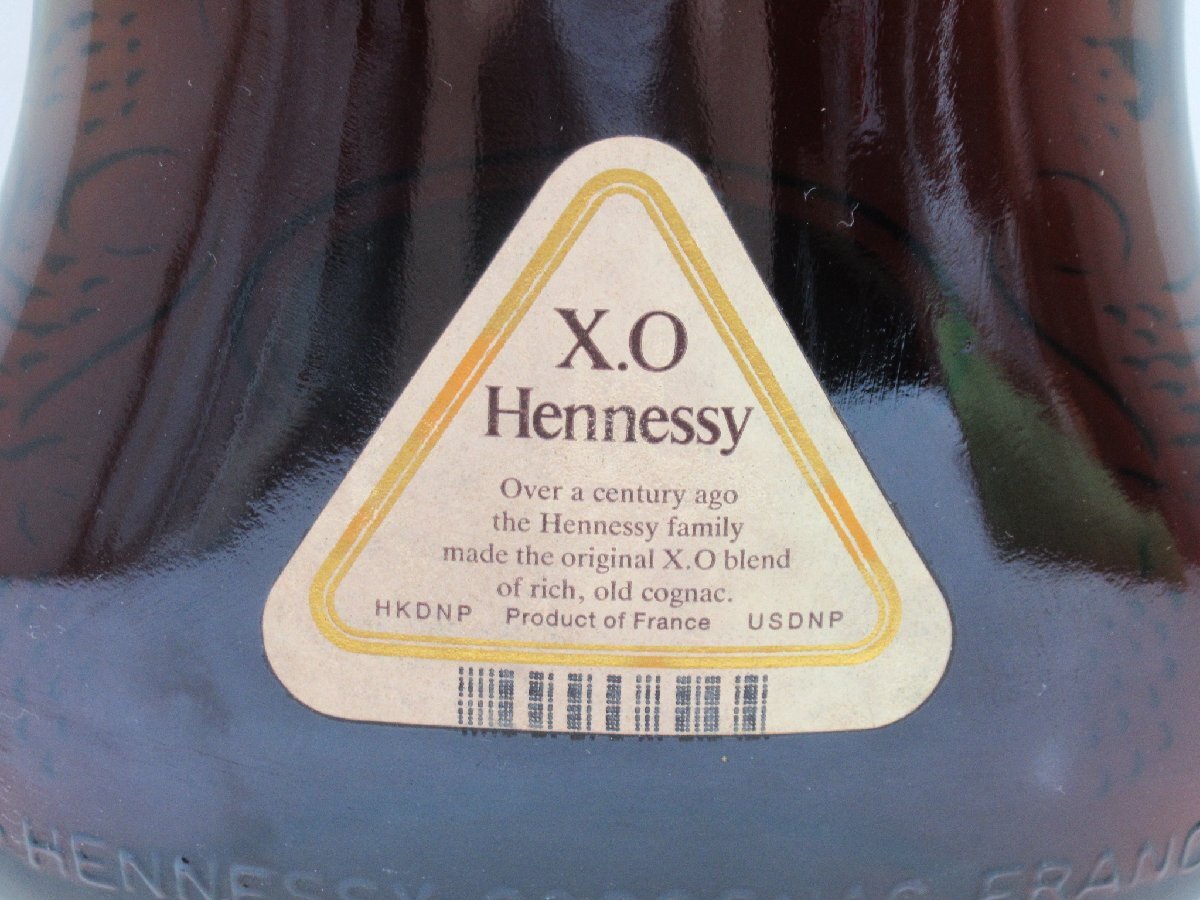 X.O
Hennessy
Over a century ago
the Hennessy family
made the original X.O blend
of rich, old cognac.
HKDNP Product of France USDNP
HENNESSY